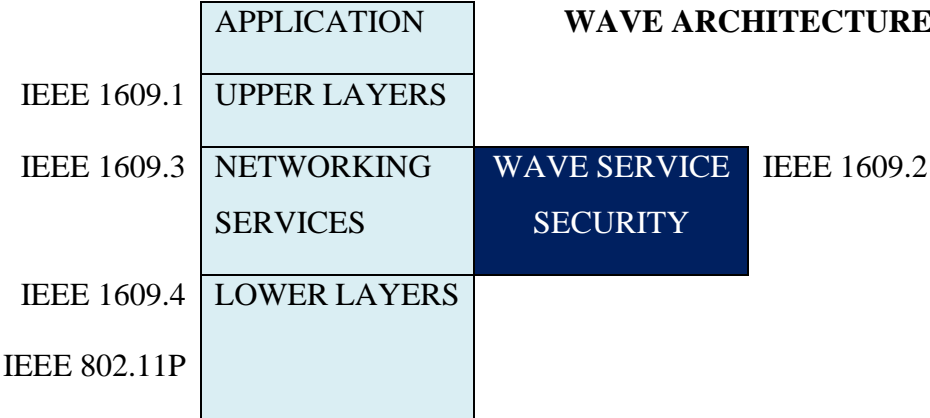 APPLICATION WAVE ARCHITECTURE
IEEE 1609.1 UPPER LAYERS
IEEE 1609.3 NETWORKING WAVE SERVICE IEEE 1609.2
SERVICES SECURITY
IEEE 1609.4 LOWER LAYERS
IEEE 802.11P